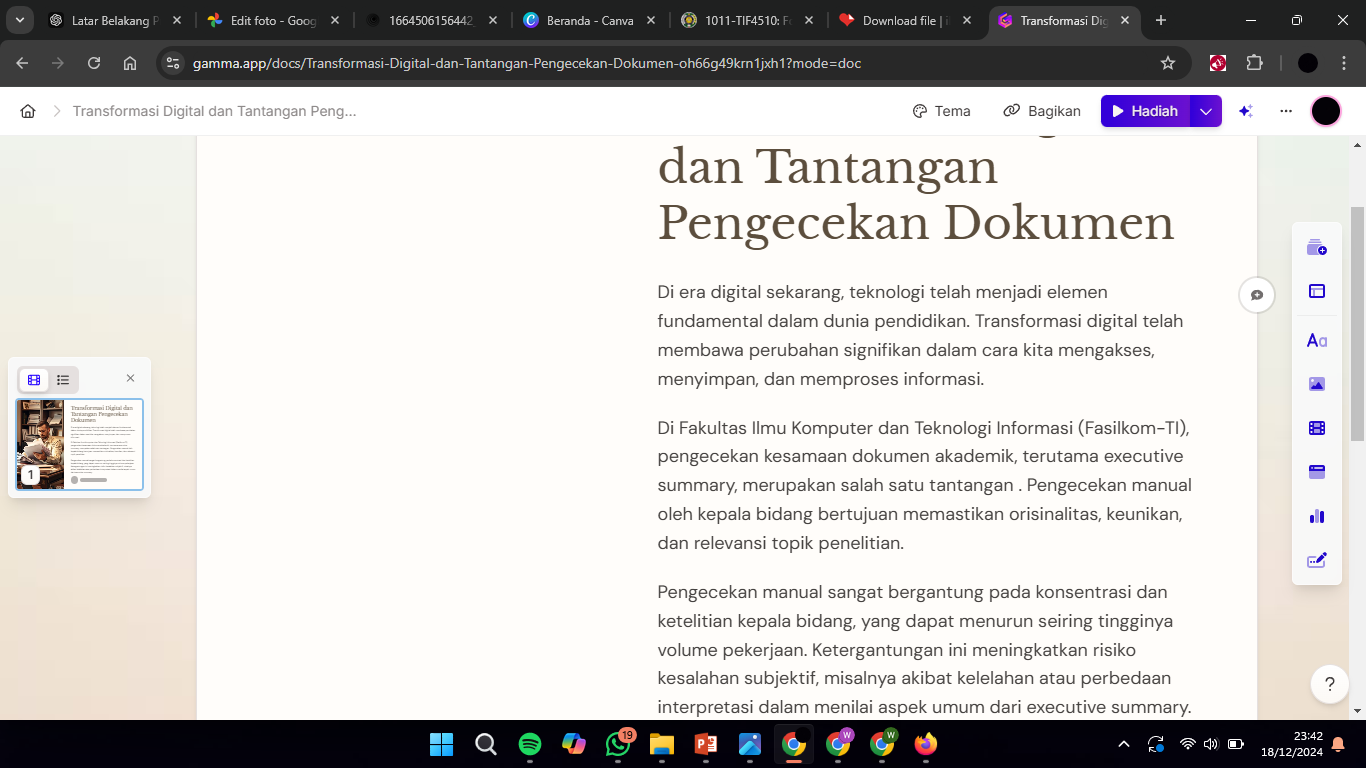 Latar Belakang P
Edit foto - Goog
1664506156442
Beranda - Canva
1011-TIF4510: F
Download file | i
Transformasi Dig
gamma.app/docs/Transformasi-Digital-dan-Tantangan-Pengecekan-Dokumen-oh66g49krn1jxh1?mode=doc
Transformasi Digital dan Tantangan Peng...
Tema
Bagikan
Hadiah
dan Tantangan
Pengecekan Dokumen
Di era digital sekarang, teknologi telah menjadi elemen
fundamental dalam dunia pendidikan. Transformasi digital telah
membawa perubahan signifikan dalam cara kita mengakses,
menyimpan, dan memproses informasi.
Di Fakultas Ilmu Komputer dan Teknologi Informasi (Fasilkom-TI),
pengecekan kesamaan dokumen akademik, terutama executive
summary, merupakan salah satu tantangan . Pengecekan manual
oleh kepala bidang bertujuan memastikan orisinalitas, keunikan,
dan relevansi topik penelitian.
Pengecekan manual sangat bergantung pada konsentrasi dan
ketelitian kepala bidang, yang dapat menurun seiring tingginya
volume pekerjaan. Ketergantungan ini meningkatkan risiko
kesalahan subjektif, misalnya akibat kelelahan atau perbedaan
interpretasi dalam menilai aspek umum dari executive summary.
Transformasi Digital dan
Tantangan Pengecekan
Dokumen
1
Aa
?
19
W
W
23:42
18/12/2024